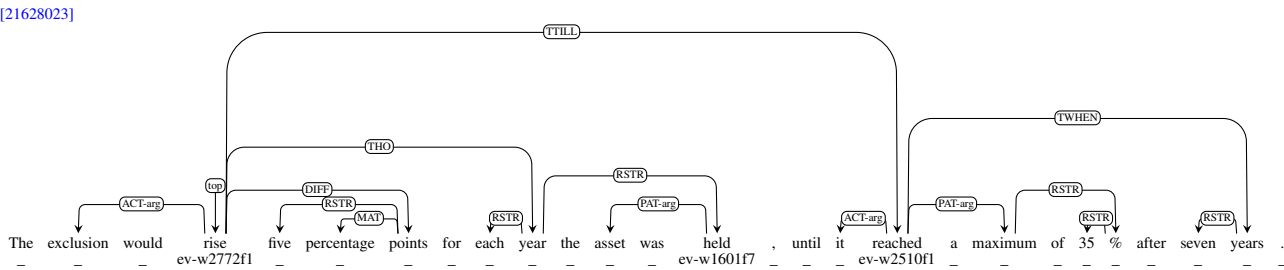 [21628023]
TTILL
TWHEN
THO
RSTR
top
DIFF
RSTR
ACT-arg
RSTR
PAT-arg
PAT-arg
MAT
RSTR
ACT-arg
RSTR
RSTR
The exclusion would rise five percentage points for each year the asset was held , until it reached a maximum of 35 % after seven years .
_ _ _ ev-w2772f1 _ _ _ _ _ _ _ _ _ ev-w1601f7 _ _ _ ev-w2510f1 _ _ _ _ _ _ _ _ _